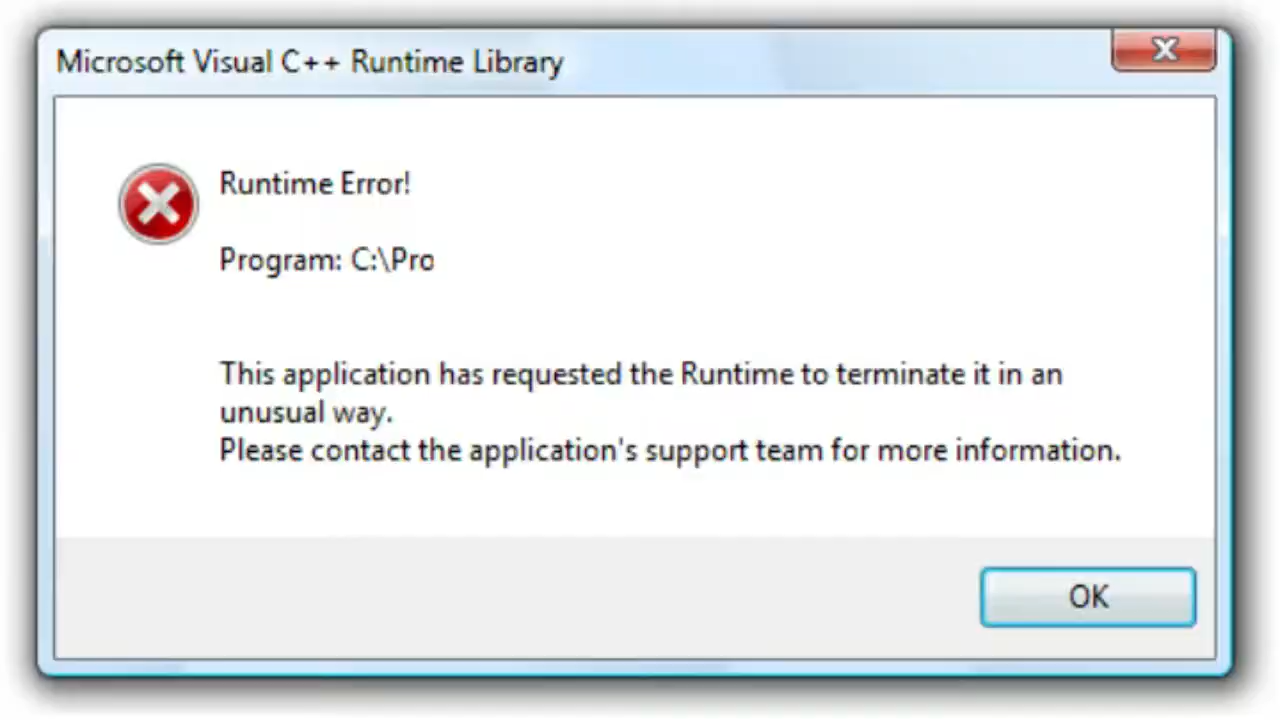 Microsoft Visual C++ Runtime Library
Runtime Error!
Program: C:\Pro
This application has requested the Runtime to terminate it in an
unusual way.
Please contact the application's support team for more information.
OK